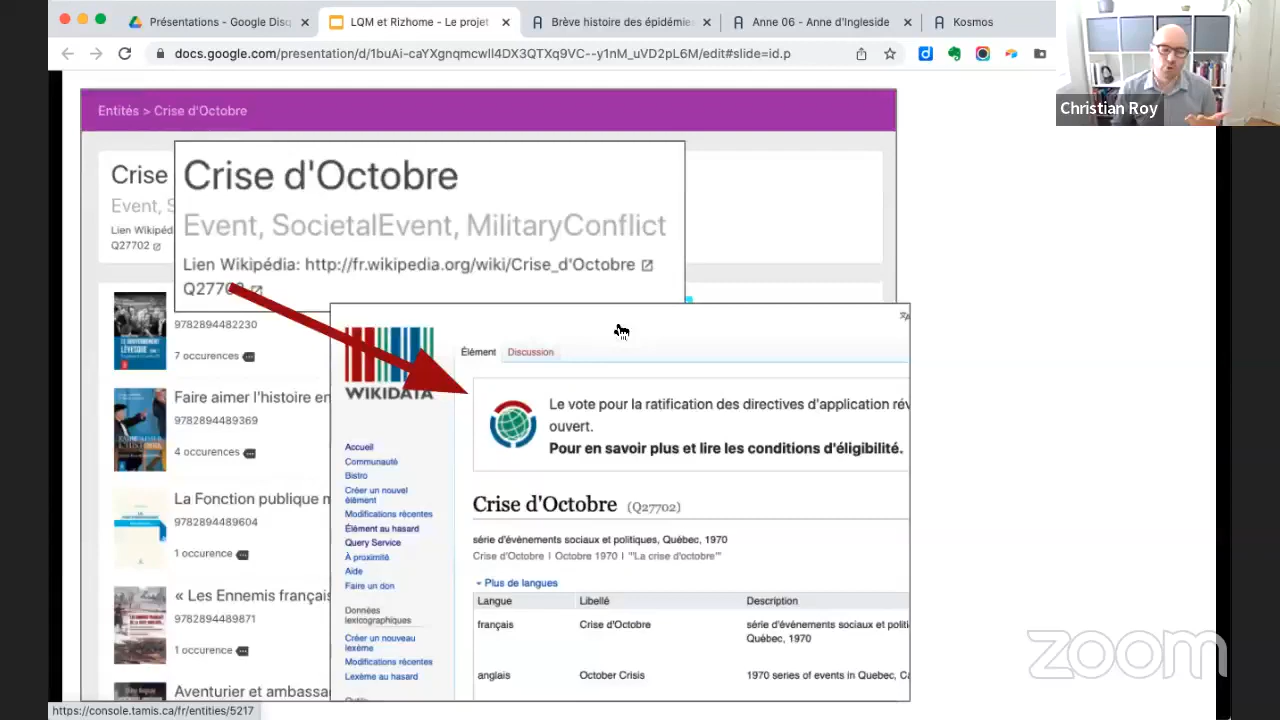 Présentations - Google Disq
LQM et Rizhome - Le projet
Brève histoire des épidémies
Anne 06 - Anne d'Ingleside
Kosmos
docs.google.com/presentation/d/1buAi-caYXgnqmcwII4DX3QTXq9VC--y1nM_uVD2pL6M/edit#slide=id.p
Christian Roy
Entités > Crise d'Octobre
Crise
Event, S
Lien Wikipéd
Q27702
Crise d'Octobre
Event, SocietalEvent, MilitaryConflict
Lien Wikipédia: http://fr.wikipedia.org/wiki/Crise_d'Octobre
Q27702
9782894482230
7 occurences
Faire aimer l'histoire en
9782894489369
4 occurences
La Fonction publique m
9782894489604
1 occurence
« Les Ennemis français
9782894489871
1 occurence
Aventurier et ambassa
WIKIDATA
Accueil
Communauté
Bistro
Créer un nouvel
élément
Modifications récentes
Élément au hasard
Query Service
À proximité
Aide
Faire un don
Données
lexicographiques
Créer un nouveau
lexème
Modifications récentes
Lexème au hasard
Élément
Discussion
Le vote pour la ratification des directives d'application rév
ouvert.
Pour en savoir plus et lire les conditions d'éligibilité.
Crise d'Octobre (Q27702)
série d'évènements sociaux et politiques, Québec, 1970
Crise d'Octobre | Octobre 1970 | "La crise d'octobre"
Plus de langues
Langue Libellé Description
français Crise d'Octobre série d'évènements sociaux et politi
Québec, 1970
anglais October Crisis 1970 series of events in Quebec, Ca
zoom
https://console.tamis.ca/fr/entities/5217